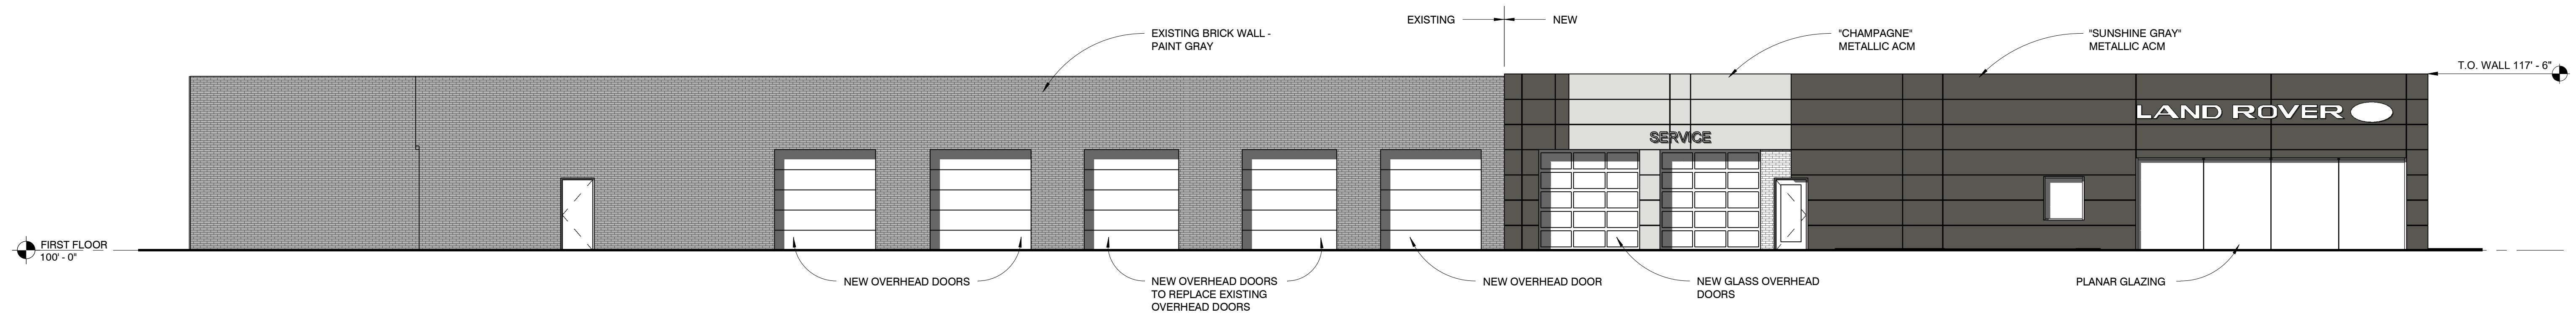 EXISTING
NEW
EXISTING BRICK WALL -
PAINT GRAY
"CHAMPAGNE"
METALLIC ACM
"SUNSHINE GRAY"
METALLIC ACM
T.O. WALL 117' - 6"
LAND ROVER
SERVICE
FIRST FLOOR
100' - 0"
NEW OVERHEAD DOORS
NEW OVERHEAD DOORS
TO REPLACE EXISTING
OVERHEAD DOORS
NEW OVERHEAD DOOR
NEW GLASS OVERHEAD
DOORS
PLANAR GLAZING